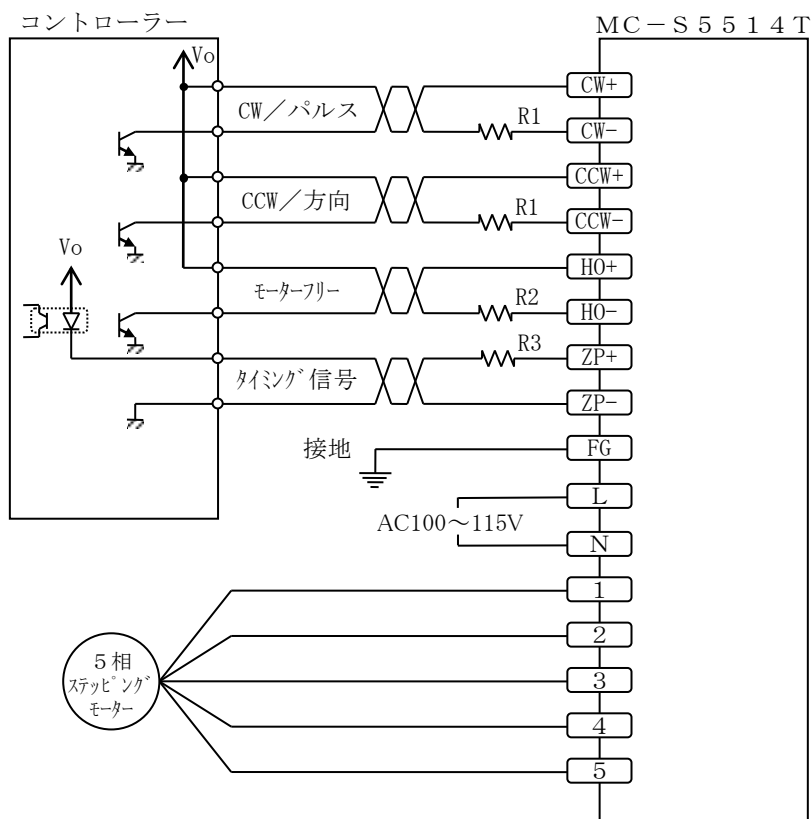 コントローラー
MC－S5514T
Vo
CW+
CW／パルス
R1
CW-
CCW+
CCW／方向
R1
CCW-
Vo
HO+
ﾓｰﾀｰﾌﾘｰ
R2
HO-
R3
ZP+
ﾀｲﾐﾝｸﾞ信号
ZP-
接地
FG
L
AC100～115V
N
1
2
5相
ｽﾃｯﾋﾟﾝｸﾞ
ﾓｰﾀｰ
3
4
5